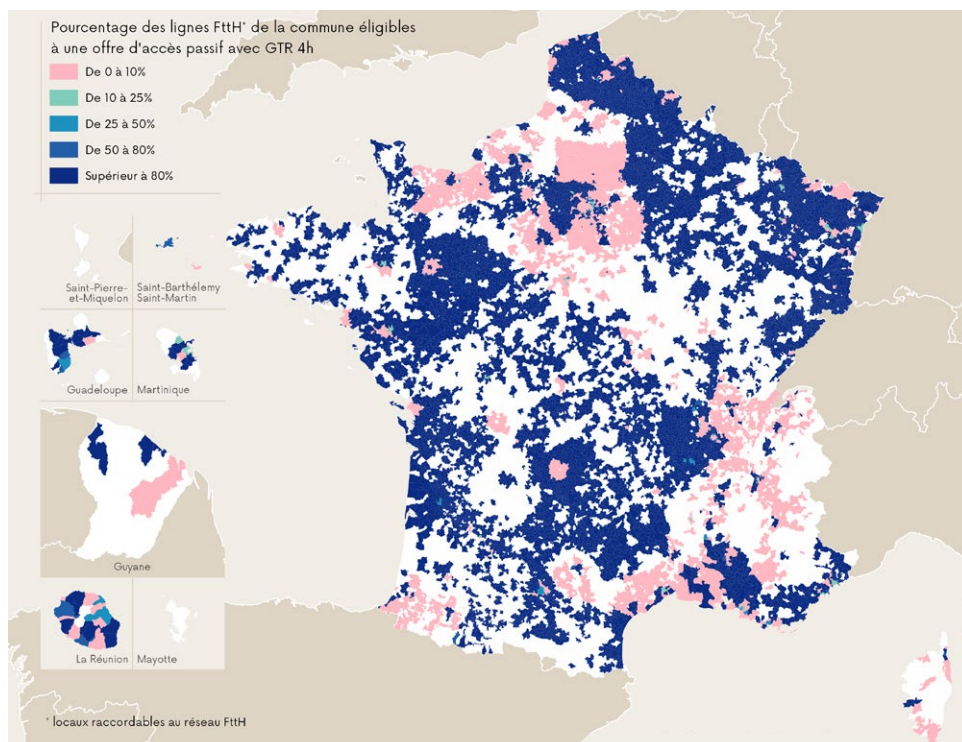 Pourcentage des lignes FttH* de la commune éligibles
à une offre d'accès passif avec GTR 4h
De 0 à 10%
De 10 à 25%
De 25 à 50%
De 50 à 80%
Supérieur à 80%
Saint-Pierre-
et-Miquelon
Saint-Barthélemy
Saint-Martin
Guadeloupe
Martinique
Guyane
La Réunion
Mayotte
* locaux raccordables au réseau FttH